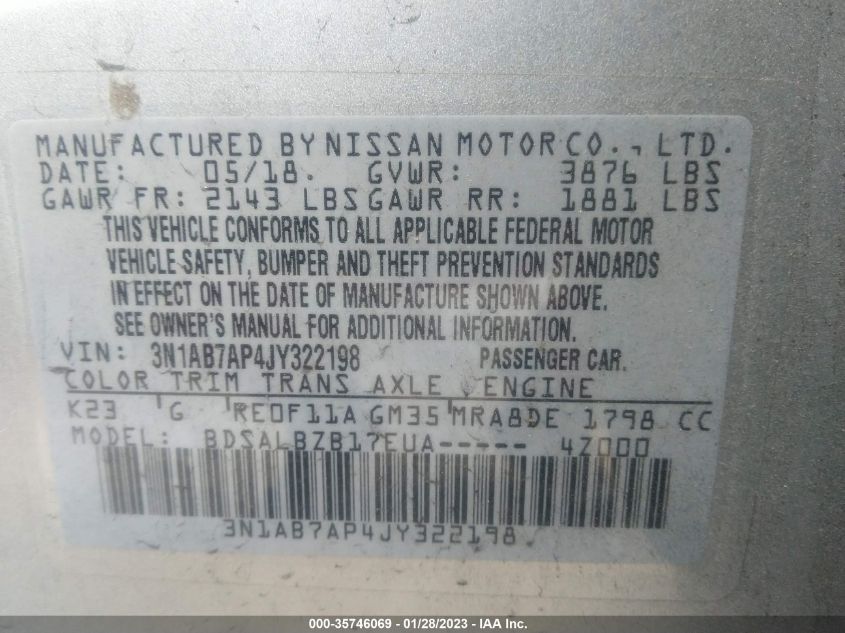 MANUFACTURED BY NISSAN MOTOR CO., LTD.
DATE: 05/18. GVWR: 3876 LBS
GAWR FR: 2143 LBS GAWR RR: 1881 LBS
THIS VEHICLE CONFORMS TO ALL APPLICABLE FEDERAL MOTOR
VEHICLE SAFETY, BUMPER AND THEFT PREVENTION STANDARDS
IN EFFECT ON THE DATE OF MANUFACTURE SHOWN ABOVE.
SEE OWNER'S MANUAL FOR ADDITIONAL INFORMATION.
VIN: 3N1AB7AP4JY322198 PASSENGER CAR.
COLOR TRIM TRANS AXLE ENGINE
K23 G RE0F11A GM35 MRA8DE 1798 CC
MODEL: BDSALBZB17EUA----- 4Z000
3N1AB7AP4JY322198
000-35746069 - 01/28/2023 - IAA Inc.